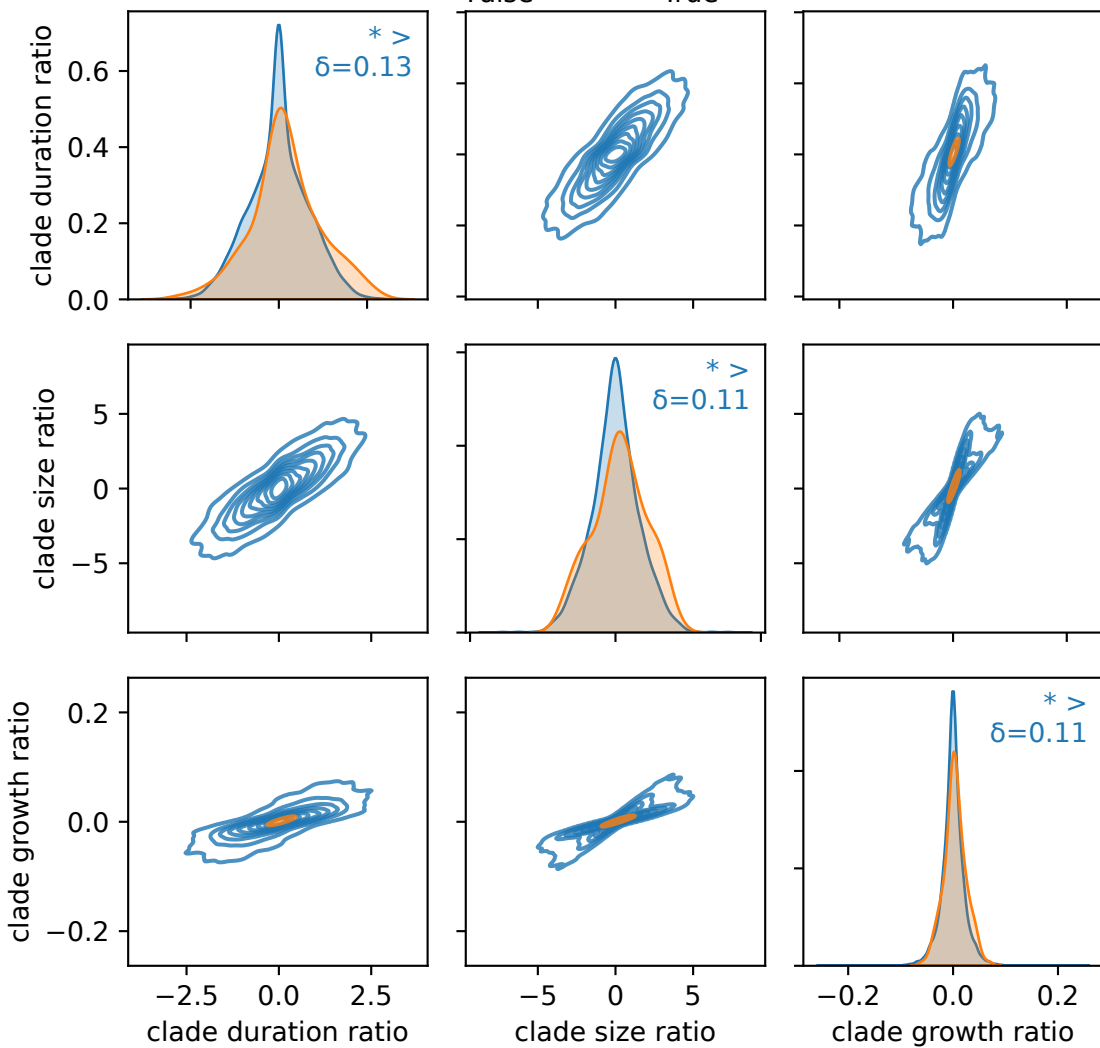 False True
clade duration ratio
0.6
0.4
0.2
0.0
* >
δ=0.13
clade size ratio
5
0
−5
* >
δ=0.11
clade growth ratio
0.2
0.0
−0.2
* >
δ=0.11
−2.5 0.0 2.5
−5 0 5
−0.2 0.0 0.2
clade duration ratio
clade size ratio
clade growth ratio